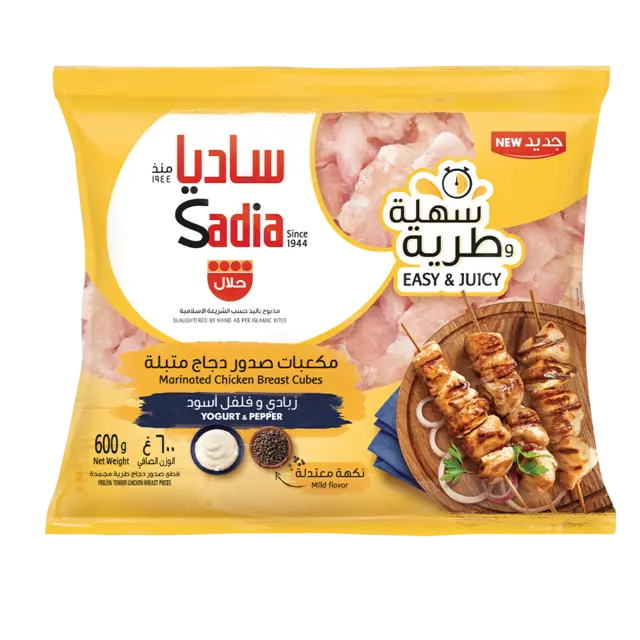 جديد NEW
ساديا
منذ
١٩٤٤
Sadia
Since
1944
حلال
مذبوح باليد حسب الشريعة الإسلامية
SLAUGHTERED BY HAND AS PER ISLAMIC RITES
سهلة
و طرية
EASY & JUICY
مكعبات صدور دجاج متبلة
Marinated Chicken Breast Cubes
زبادي و فلفل أسود
YOGURT & PEPPER
600g ٦٠٠ غ
Net Weight الوزن الصافي
قطع صدور دجاج طرية مجمدة
FROZEN TENDER CHICKEN BREAST PIECES
نكهة معتدلة
Mild flavor